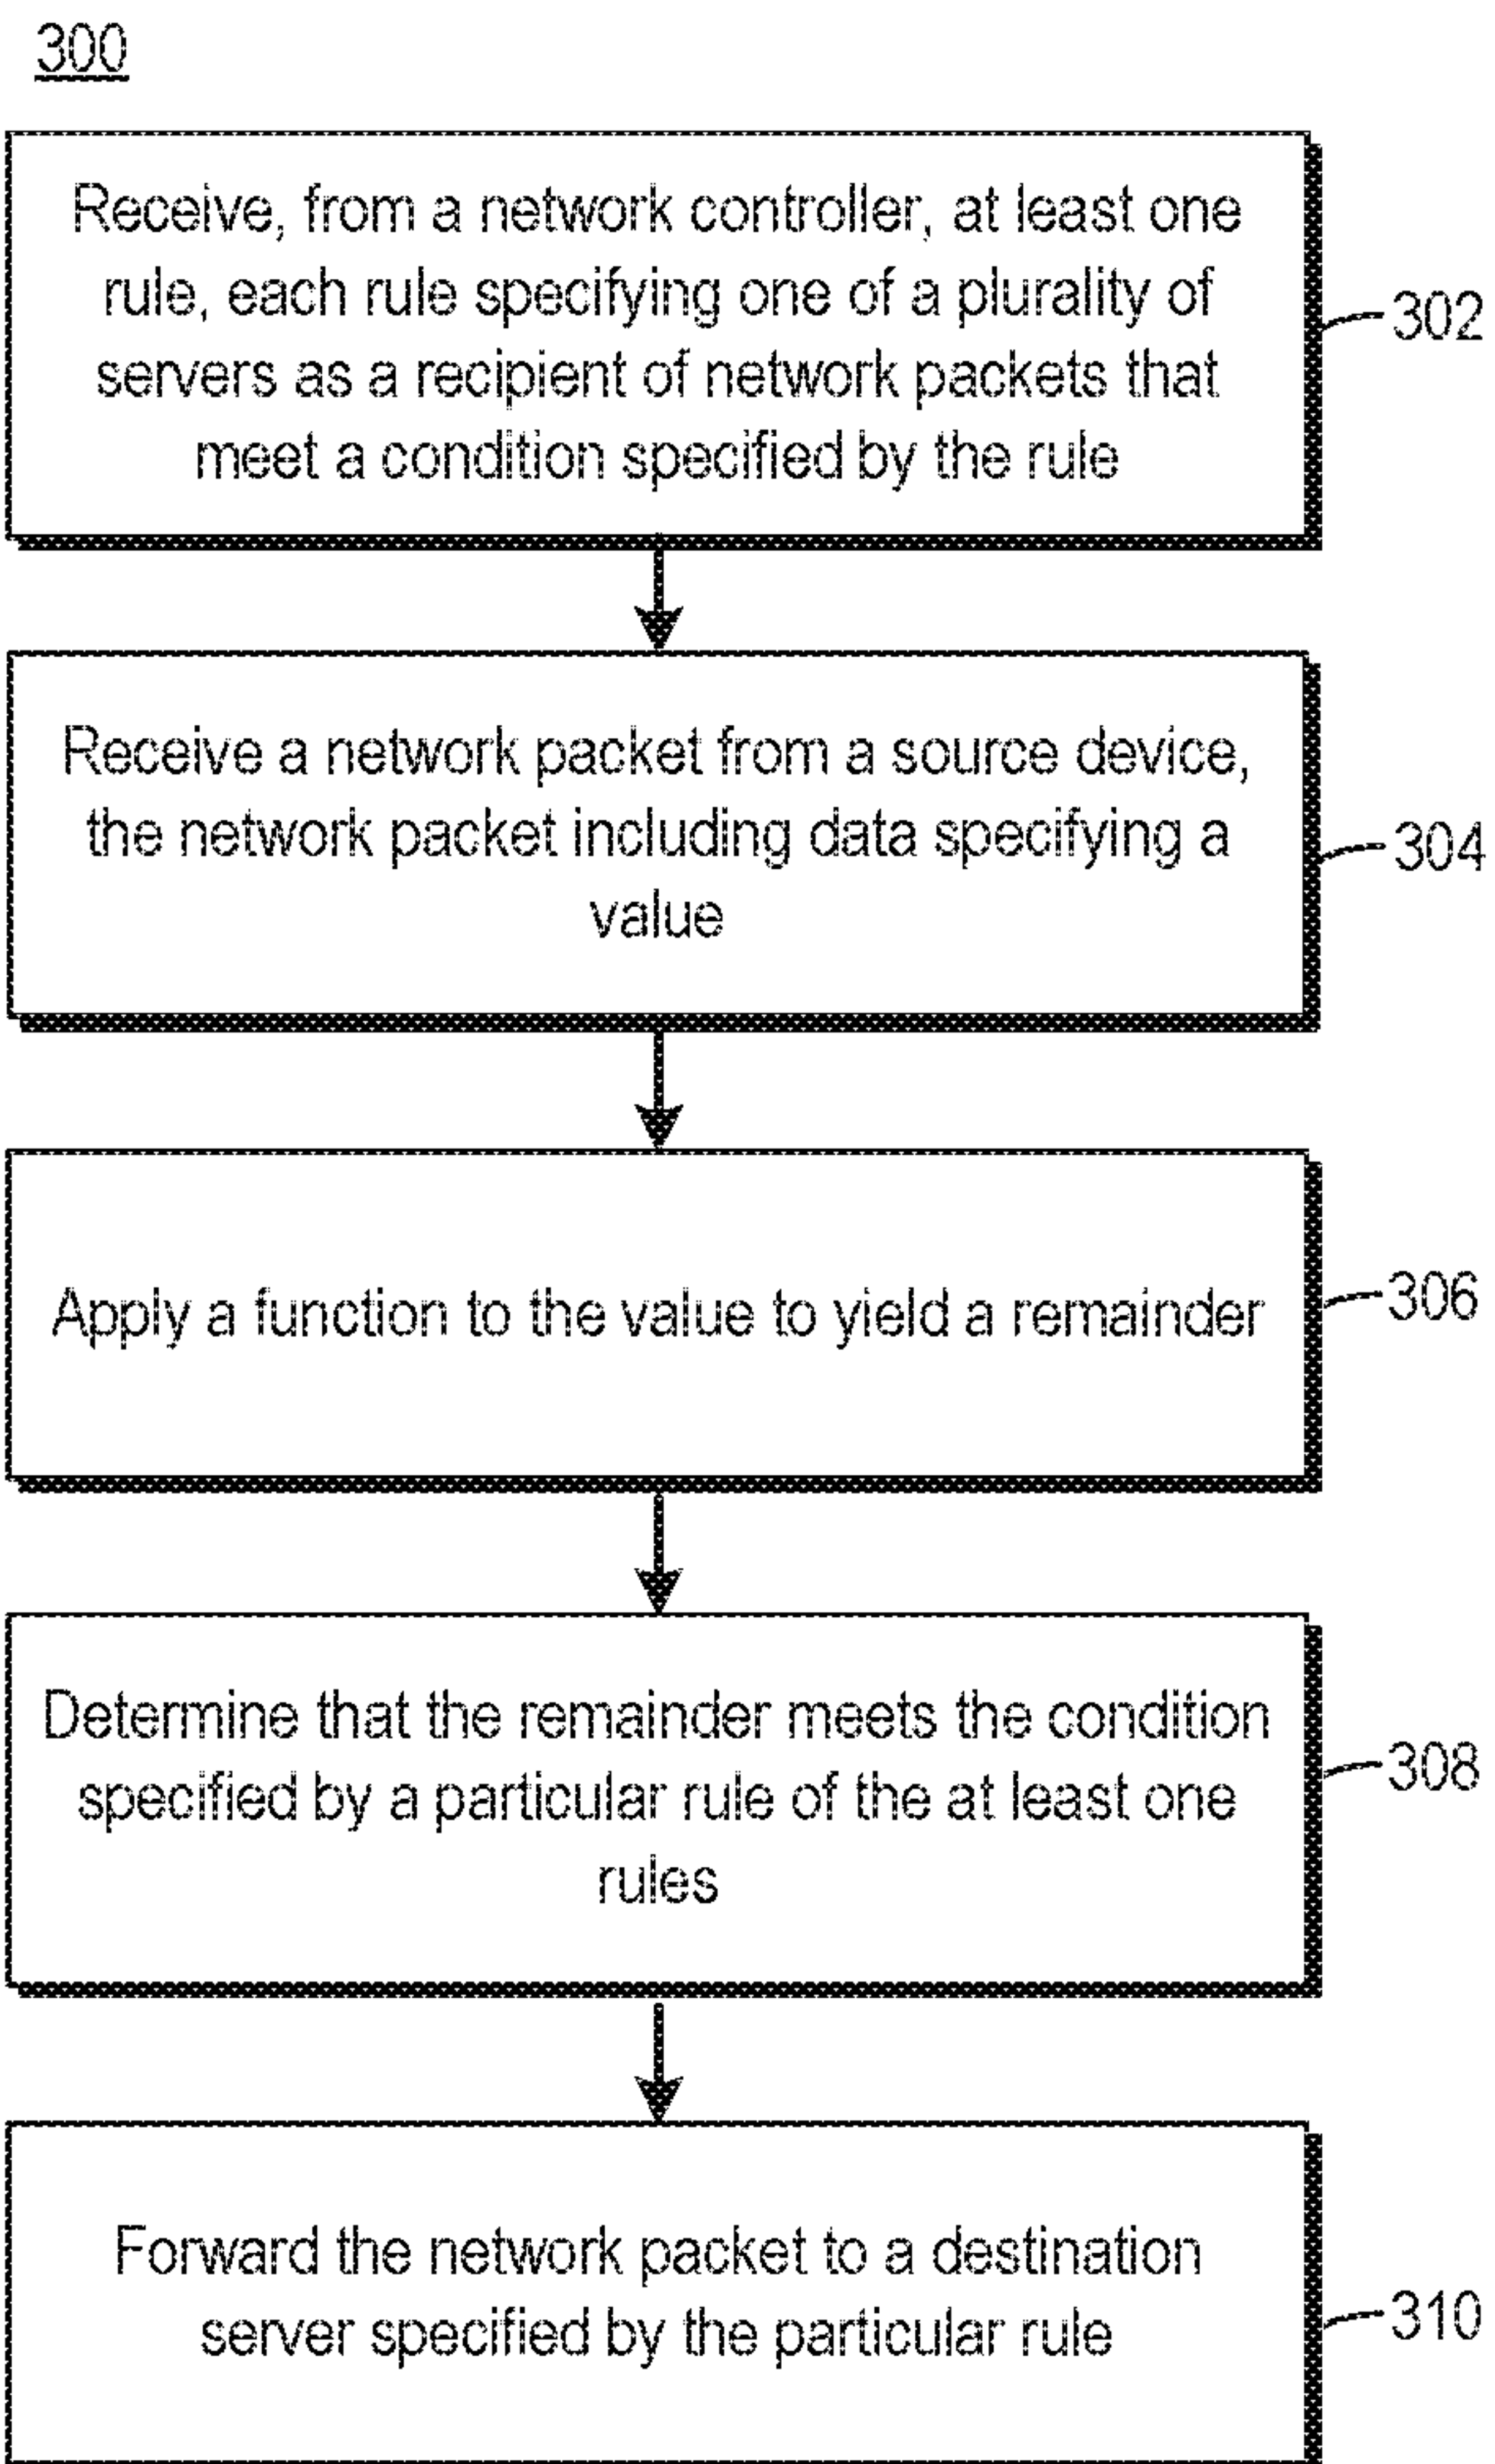 300
Receive, from a network controller, at least one
rule, each rule specifying one of a plurality of
servers as a recipient of network packets that
meet a condition specified by the rule
302
Receive a network packet from a source device,
the network packet including data specifying a
value
304
Apply a function to the value to yield a remainder
306
Determine that the remainder meets the condition
specified by a particular rule of the at least one
rules
308
Forward the network packet to a destination
server specified by the particular rule
310